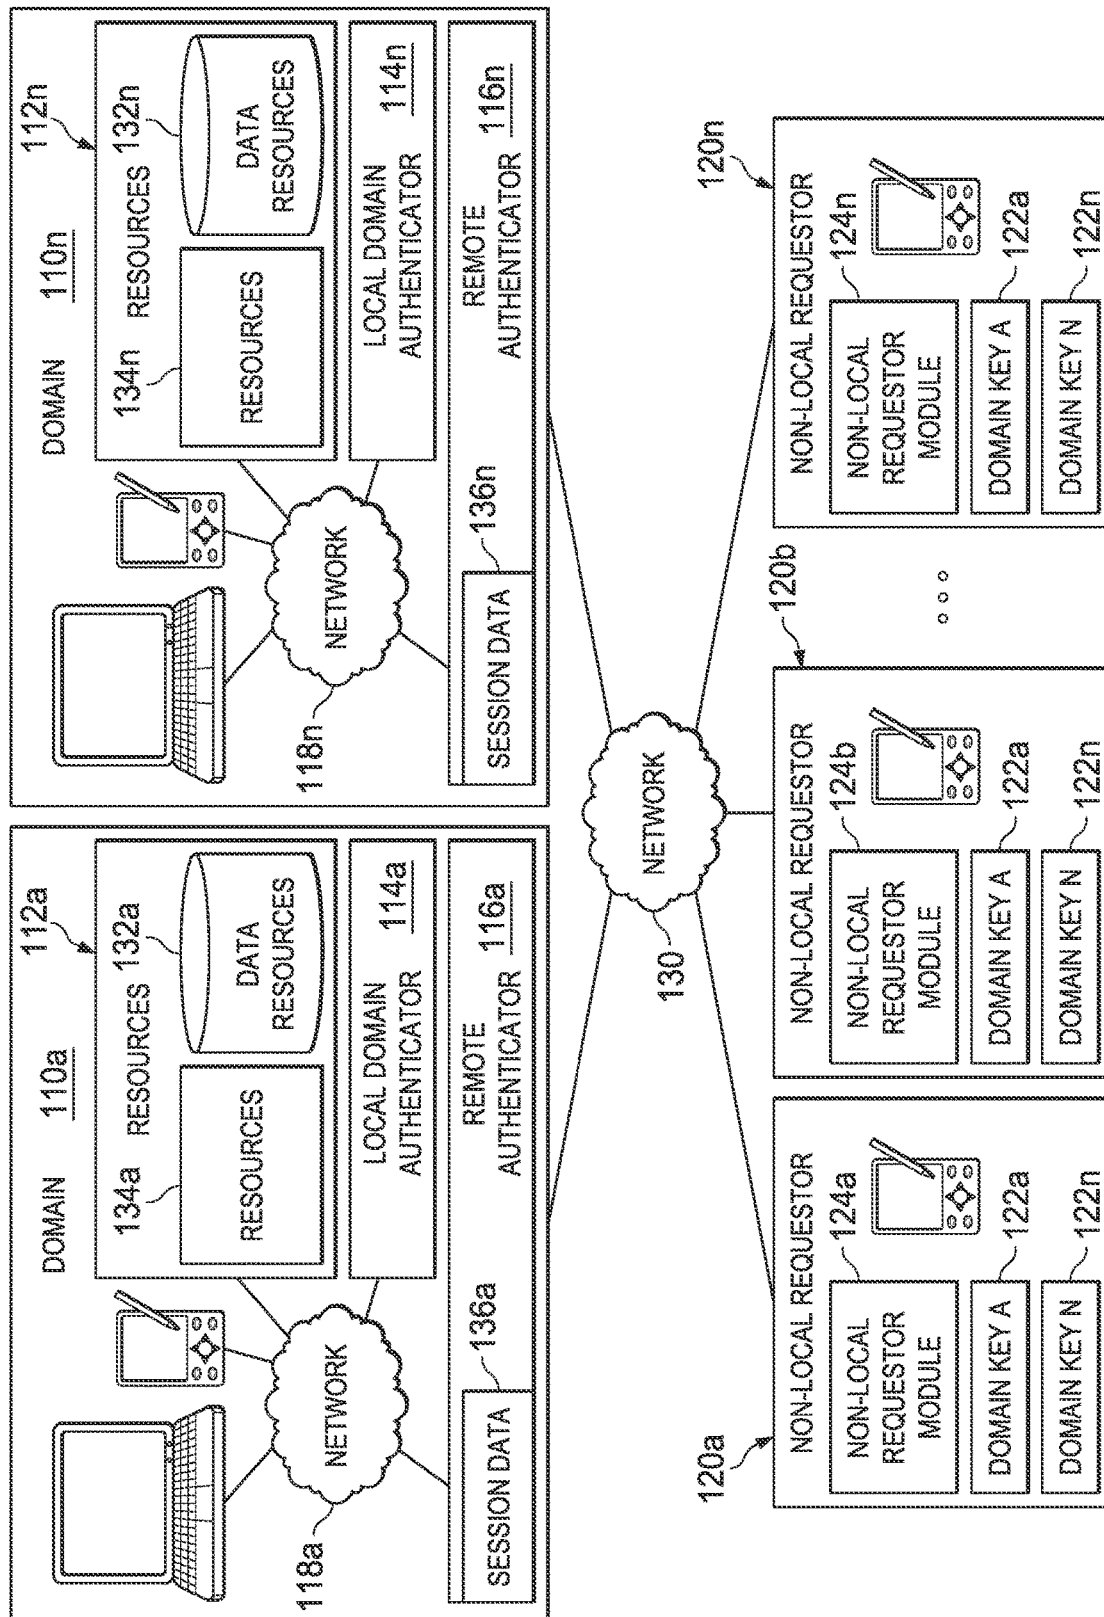 DOMAIN
110a
112a
134a
RESOURCES
132a
RESOURCES
DATA
RESOURCES
NETWORK
118a
LOCAL DOMAIN
AUTHENTICATOR
114a
136a
SESSION DATA
REMOTE
AUTHENTICATOR
116a
DOMAIN
110n
112n
134n
RESOURCES
132n
RESOURCES
DATA
RESOURCES
NETWORK
118n
LOCAL DOMAIN
AUTHENTICATOR
114n
136n
SESSION DATA
REMOTE
AUTHENTICATOR
116n
NETWORK
130
120a
NON-LOCAL REQUESTOR
124a
NON-LOCAL
REQUESTOR
MODULE
DOMAIN KEY A
122a
DOMAIN KEY N
122n
120b
NON-LOCAL REQUESTOR
124b
NON-LOCAL
REQUESTOR
MODULE
DOMAIN KEY A
122a
DOMAIN KEY N
122n
120n
NON-LOCAL REQUESTOR
124n
NON-LOCAL
REQUESTOR
MODULE
DOMAIN KEY A
122a
DOMAIN KEY N
122n